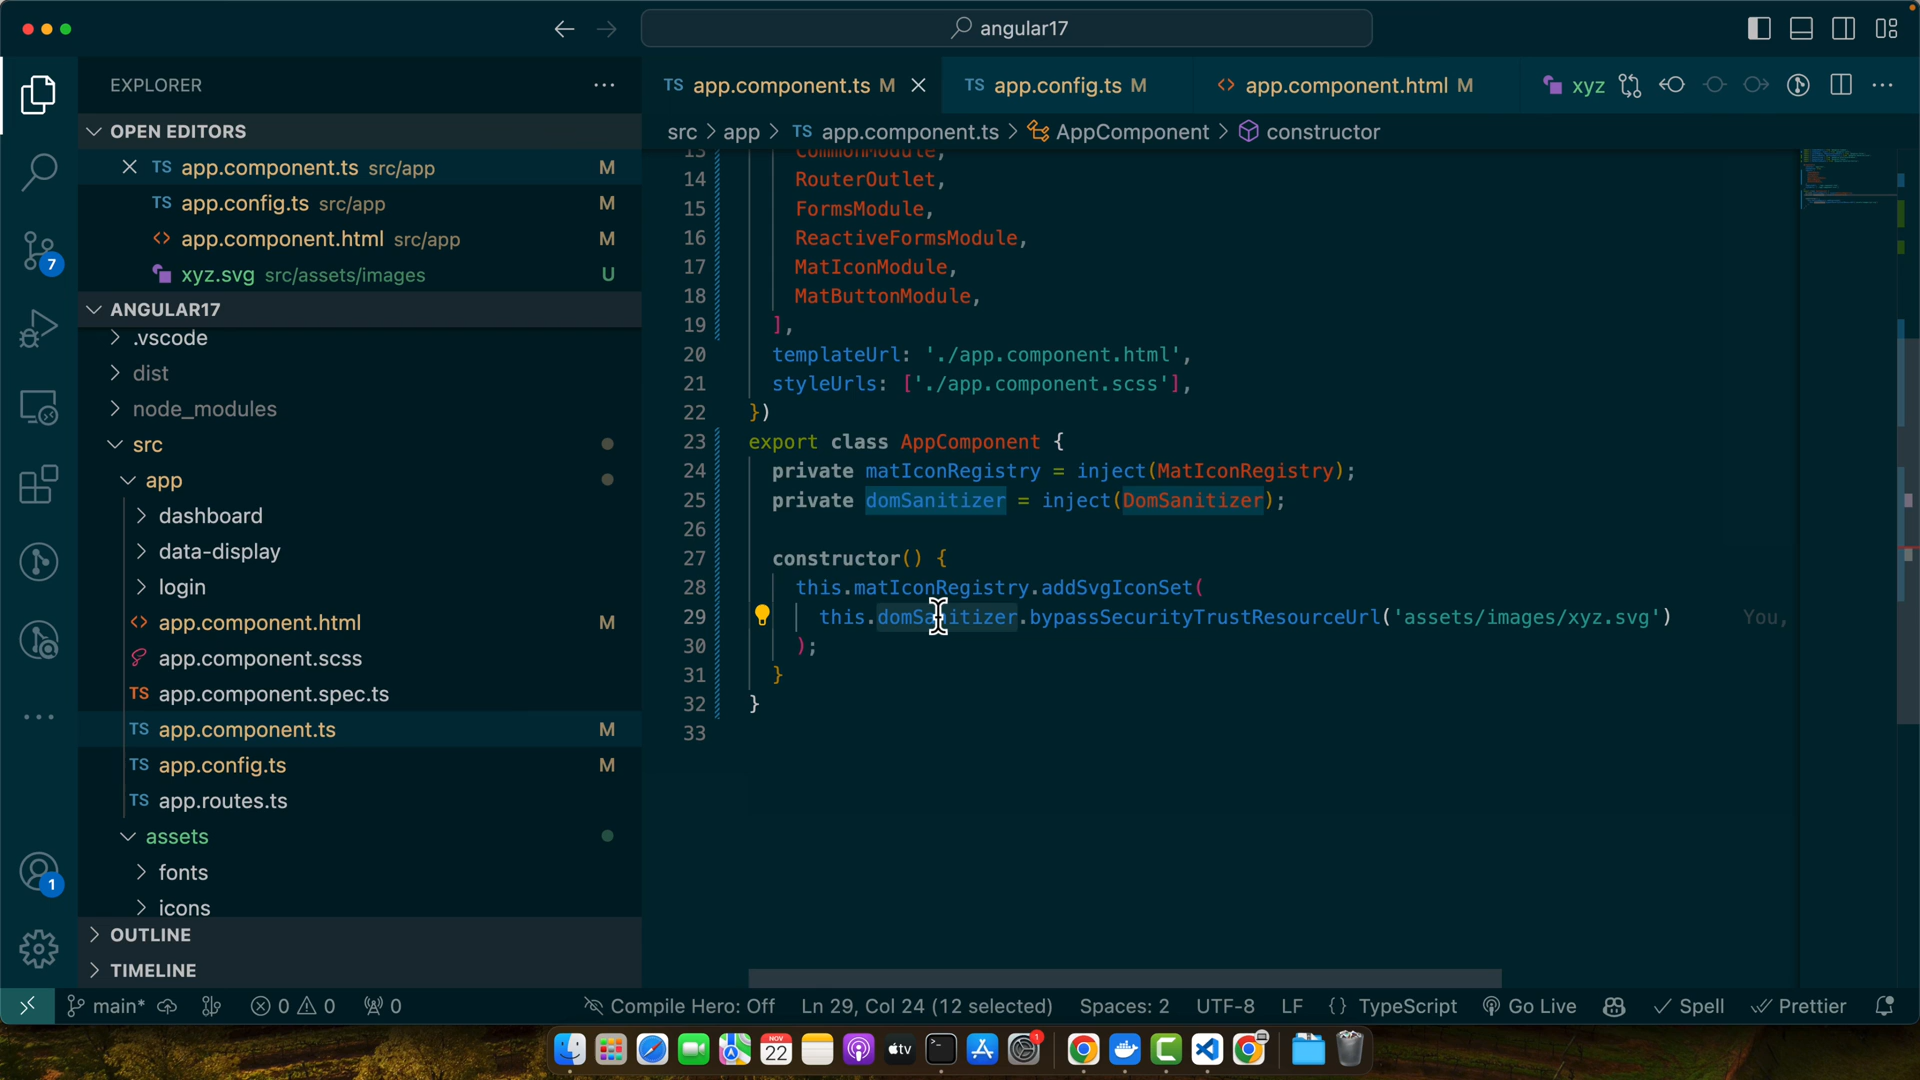 angular17
EXPLORER
TS app.component.ts M
TS app.config.ts M
<> app.component.html M
xyz
OPEN EDITORS
src > app > TS app.component.ts > AppComponent > constructor
TS app.component.ts src/app M
TS app.config.ts src/app M
<> app.component.html src/app M
xyz.svg src/assets/images U
ANGULAR17
.vscode
dist
node_modules
src
app
dashboard
data-display
login
<> app.component.html M
app.component.scss
TS app.component.spec.ts
TS app.component.ts M
TS app.config.ts M
TS app.routes.ts
assets
fonts
icons
OUTLINE
TIMELINE
7
1
13 CommonModule,
14 RouterOutlet,
15 FormsModule,
16 ReactiveFormsModule,
17 MatIconModule,
18 MatButtonModule,
19 ],
20 templateUrl: './app.component.html',
21 styleUrls: ['./app.component.scss'],
22 })
23 export class AppComponent {
24 private matIconRegistry = inject(MatIconRegistry);
25 private domSanitizer = inject(DomSanitizer);
26
27 constructor() {
28 this.matIconRegistry.addSvgIconSet(
29 this.domSanitizer.bypassSecurityTrustResourceUrl('assets/images/xyz.svg') You,
30 );
31 }
32 }
33
main* 0 0 0 Compile Hero: Off Ln 29, Col 24 (12 selected) Spaces: 2 UTF-8 LF {} TypeScript Go Live Spell Prettier
NOV
22
tv
1